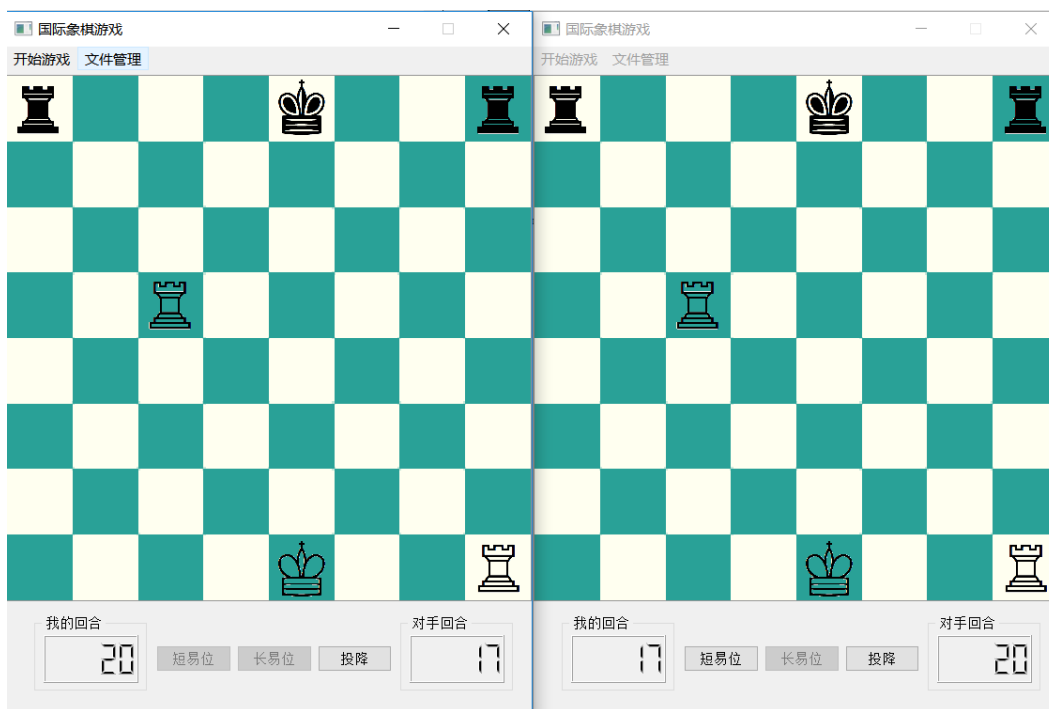 国际象棋游戏
开始游戏 文件管理
我的回合
20
短易位 长易位 投降
对手回合
17
国际象棋游戏
开始游戏 文件管理
我的回合
17
短易位 长易位 投降
对手回合
20